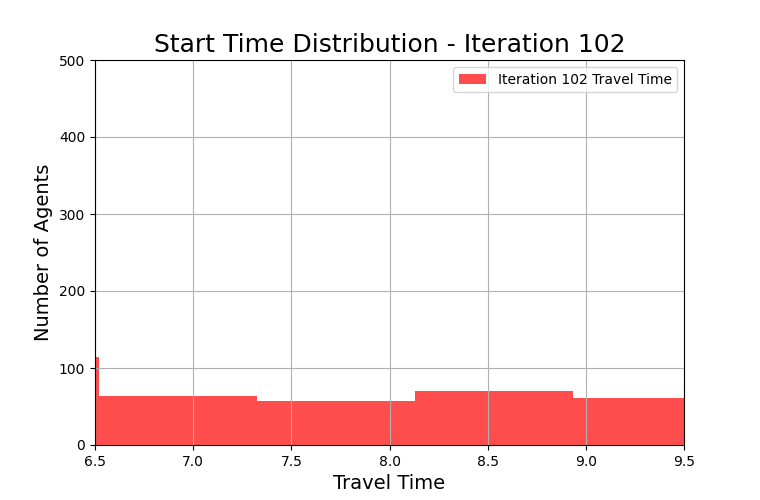 Start Time Distribution - Iteration 102
Iteration 102 Travel Time
Number of Agents
500
400
300
200
100
0
6.5 7.0 7.5 8.0 8.5 9.0 9.5
Travel Time